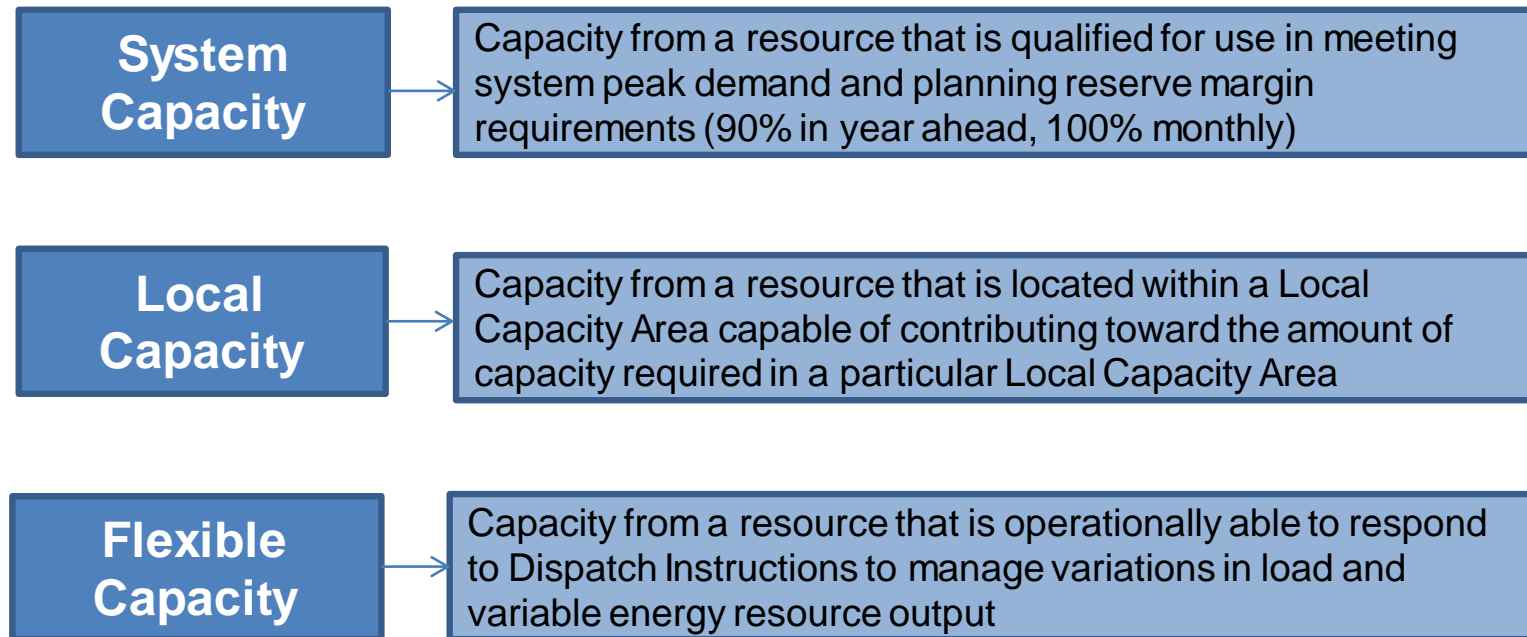 System
Capacity
Capacity from a resource that is qualified for use in meeting
system peak demand and planning reserve margin
requirements (90% in year ahead, 100% monthly)
Local
Capacity
Capacity from a resource that is located within a Local
Capacity Area capable of contributing toward the amount of
capacity required in a particular Local Capacity Area
Flexible
Capacity
Capacity from a resource that is operationally able to respond
to Dispatch Instructions to manage variations in load and
variable energy resource output